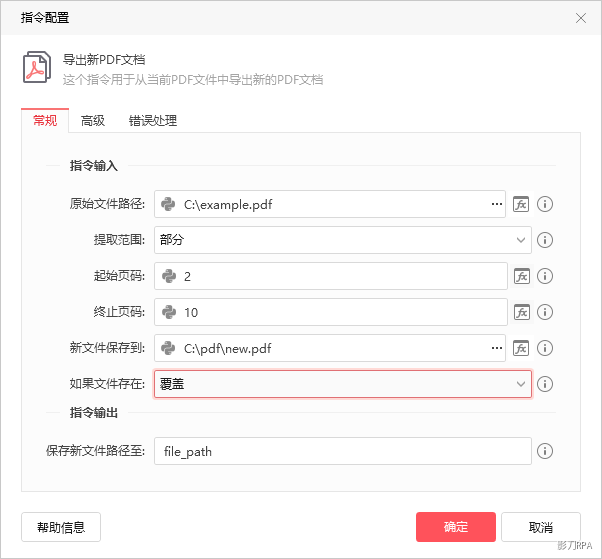 指令配置
导出新PDF文档
这个指令用于从当前PDF文件中导出新的PDF文档
常规 高级 错误处理
指令输入
原始文件路径: C:\example.pdf ··· fx
提取范围: 部分
起始页码: 2 fx
终止页码: 10 fx
新文件保存到: C:\pdf\new.pdf ··· fx
如果文件存在: 覆盖
指令输出
保存新文件路径至: file_path
帮助信息 确定 取消
影刀RPA